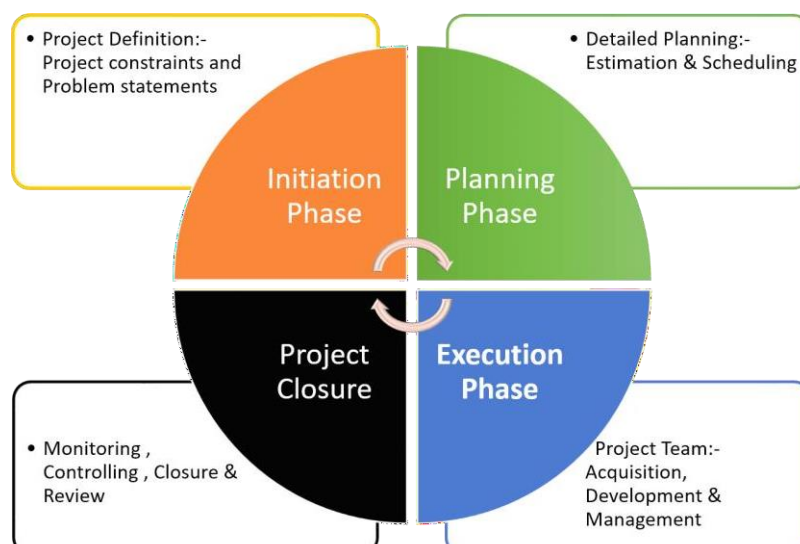 • Project Definition:-
Project constraints and
Problem statements
• Detailed Planning:-
Estimation & Scheduling
Initiation
Phase
Planning
Phase
Project
Closure
Execution
Phase
• Monitoring ,
Controlling , Closure &
Review
Project Team:-
Acquisition,
Development &
Management